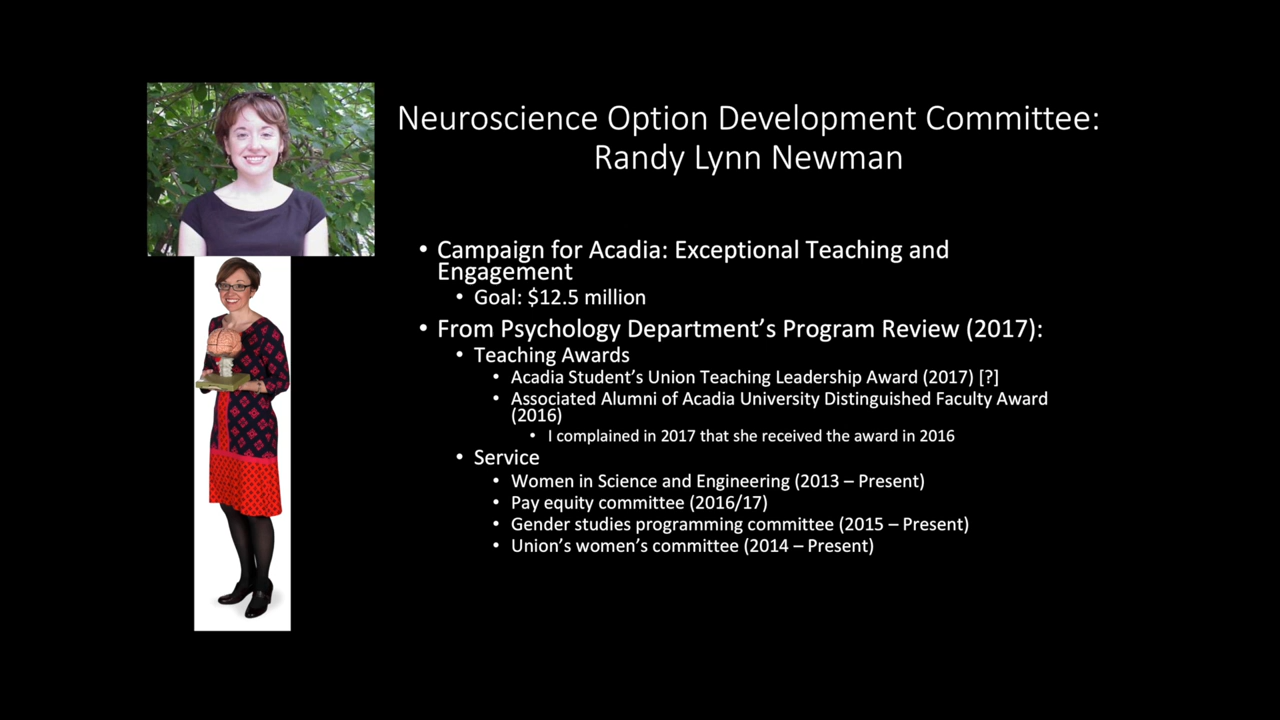 Neuroscience Option Development Committee:
Randy Lynn Newman
• Campaign for Acadia: Exceptional Teaching and
Engagement
• Goal: $12.5 million
• From Psychology Department’s Program Review (2017):
• Teaching Awards
• Acadia Student’s Union Teaching Leadership Award (2017) [?]
• Associated Alumni of Acadia University Distinguished Faculty Award
(2016)
• I complained in 2017 that she received the award in 2016
• Service
• Women in Science and Engineering (2013 – Present)
• Pay equity committee (2016/17)
• Gender studies programming committee (2015 – Present)
• Union’s women’s committee (2014 – Present)